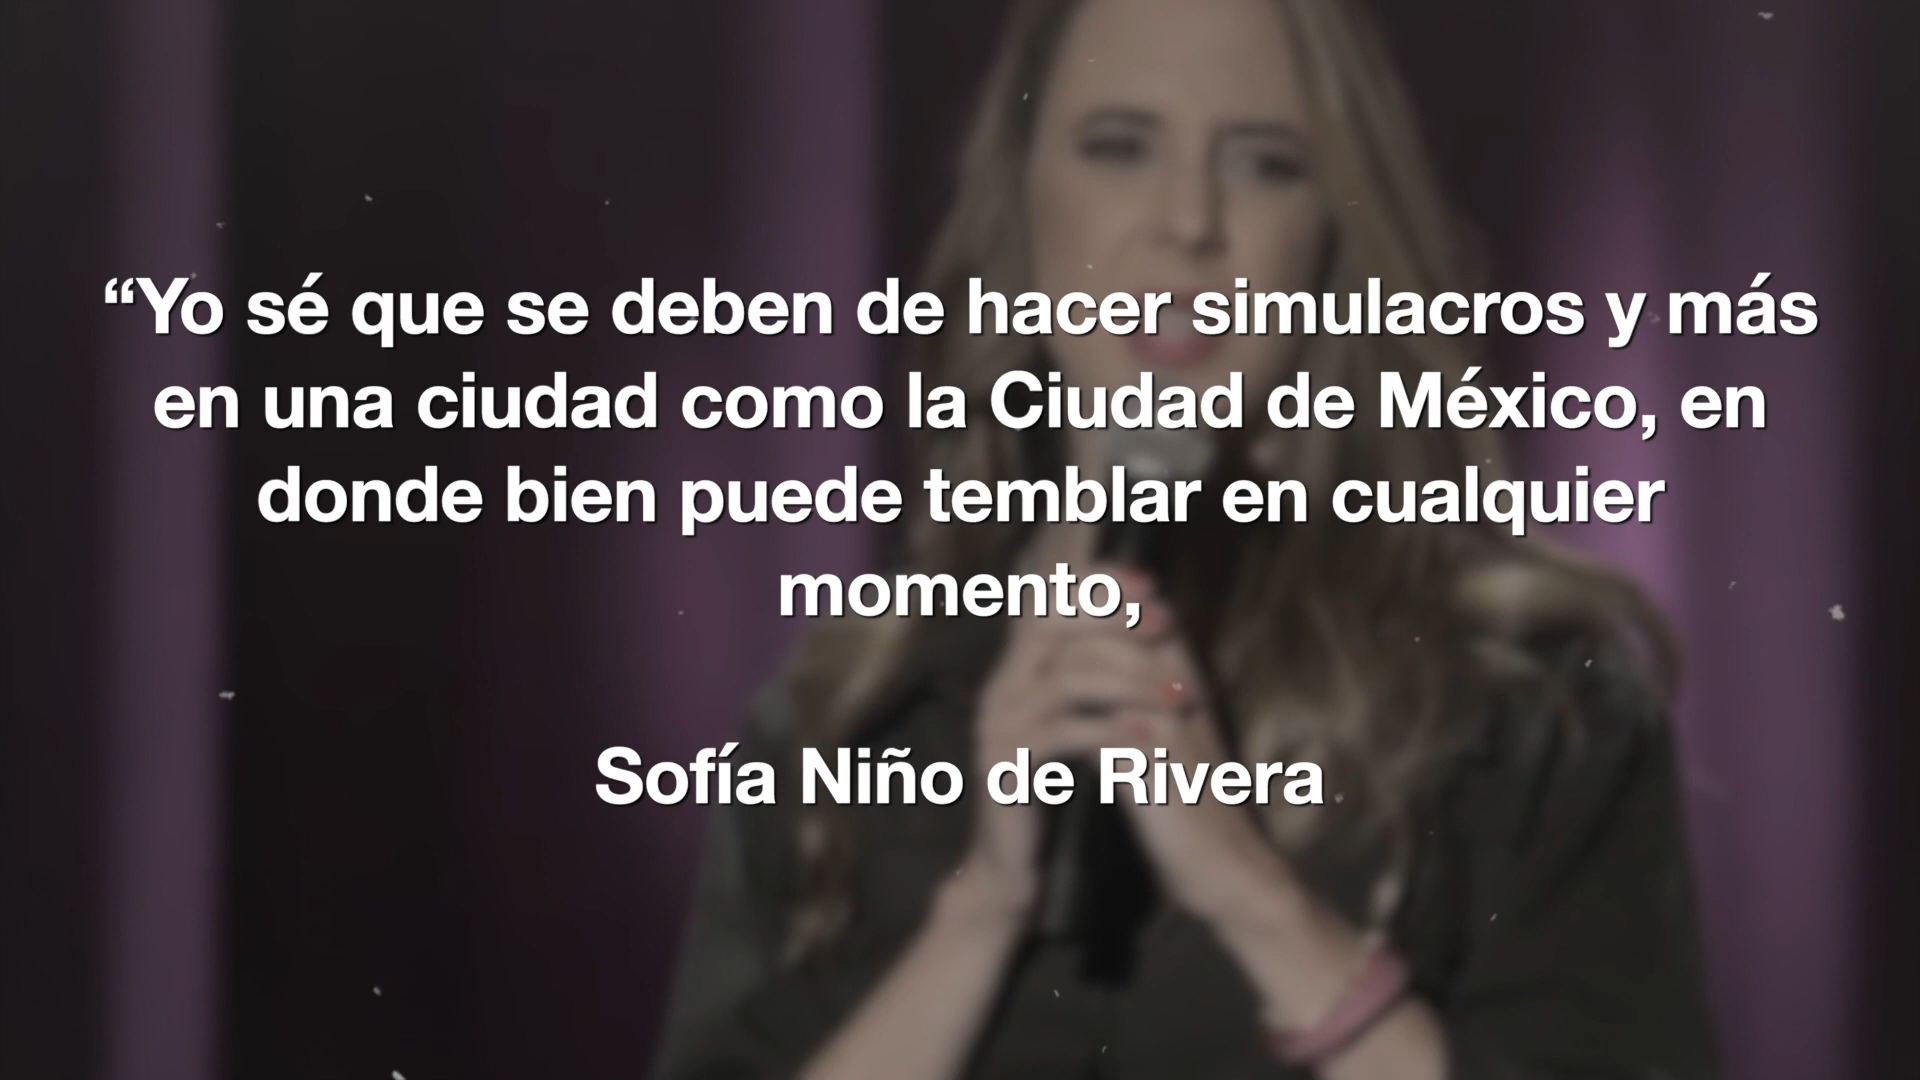 “Yo sé que se deben de hacer simulacros y más
en una ciudad como la Ciudad de México, en
donde bien puede temblar en cualquier
momento,
Sofía Niño de Rivera